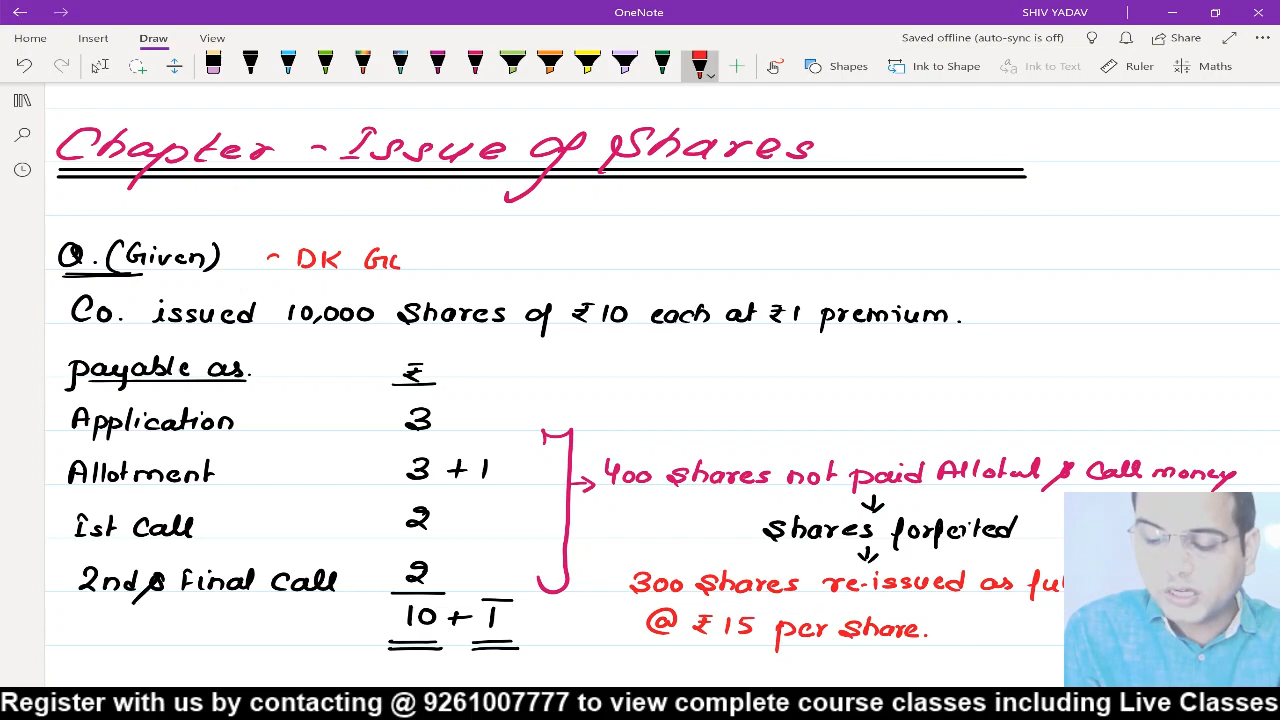 OneNote
SHIV YADAV
Home Insert Draw View
Saved offline (auto-sync is off)
Share
Shapes
Ink to Shape
Ink to Text
Ruler
Maths
Chapter - Issue of Shares
Q. (Given) - DK
Co. issued 10,000 Shares of ₹10 each at ₹1 premium.
payable as. ₹
Application 3
Allotment 3 + 1
400 Shares not paid & Call money
Ist Call 2
Shares forfeited
2nd & Final Call 2
300 Shares re-issued as
10 + 1
@ ₹15 per Share.
Register with us by contacting @ 9261007777 to view complete course classes including Live Classes